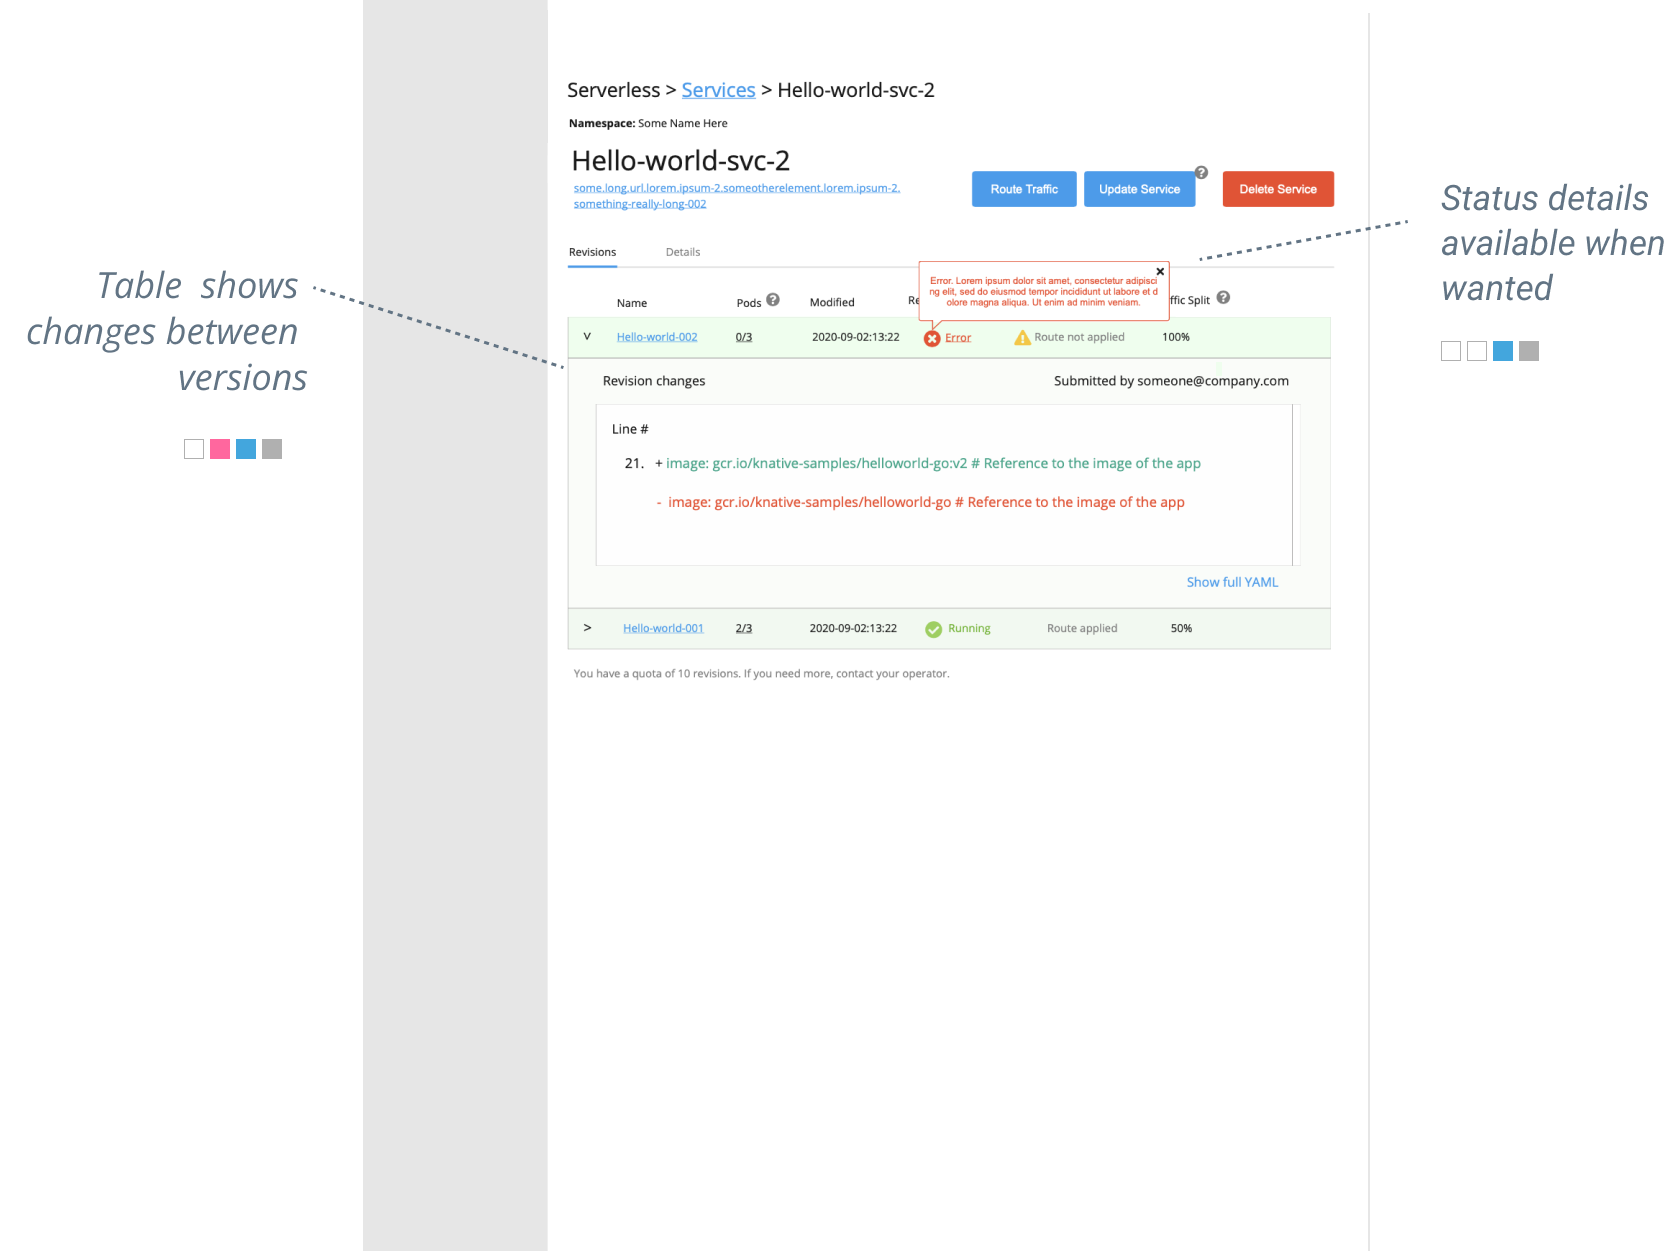 Serverless > Services > Hello-world-svc-2
Namespace: Some Name Here
Hello-world-svc-2
some.long.url.lorem.ipsum-2.someotherelement.lorem.ipsum-2.
something-really-long-002
Route Traffic
Update Service
?
Delete Service
Revisions
Details
Error. Lorem ipsum dolor sit amet, consectetur adipisci
ng elit, sed do eiusmod tempor incididunt ut labore et d
olore magna aliqua. Ut enim ad minim veniam.
Name
Pods ?
Modified
Re
ffic Split ?
v Hello-world-002 0/3 2020-09-02:13:22 Error Route not applied 100%
Revision changes
Submitted by someone@company.com
Line #
21. + image: gcr.io/knative-samples/helloworld-go:v2 # Reference to the image of the app
- image: gcr.io/knative-samples/helloworld-go # Reference to the image of the app
Show full YAML
> Hello-world-001 2/3 2020-09-02:13:22 Running Route applied 50%
You have a quota of 10 revisions. If you need more, contact your operator.
Table shows
changes between
versions
Status details
available when
wanted